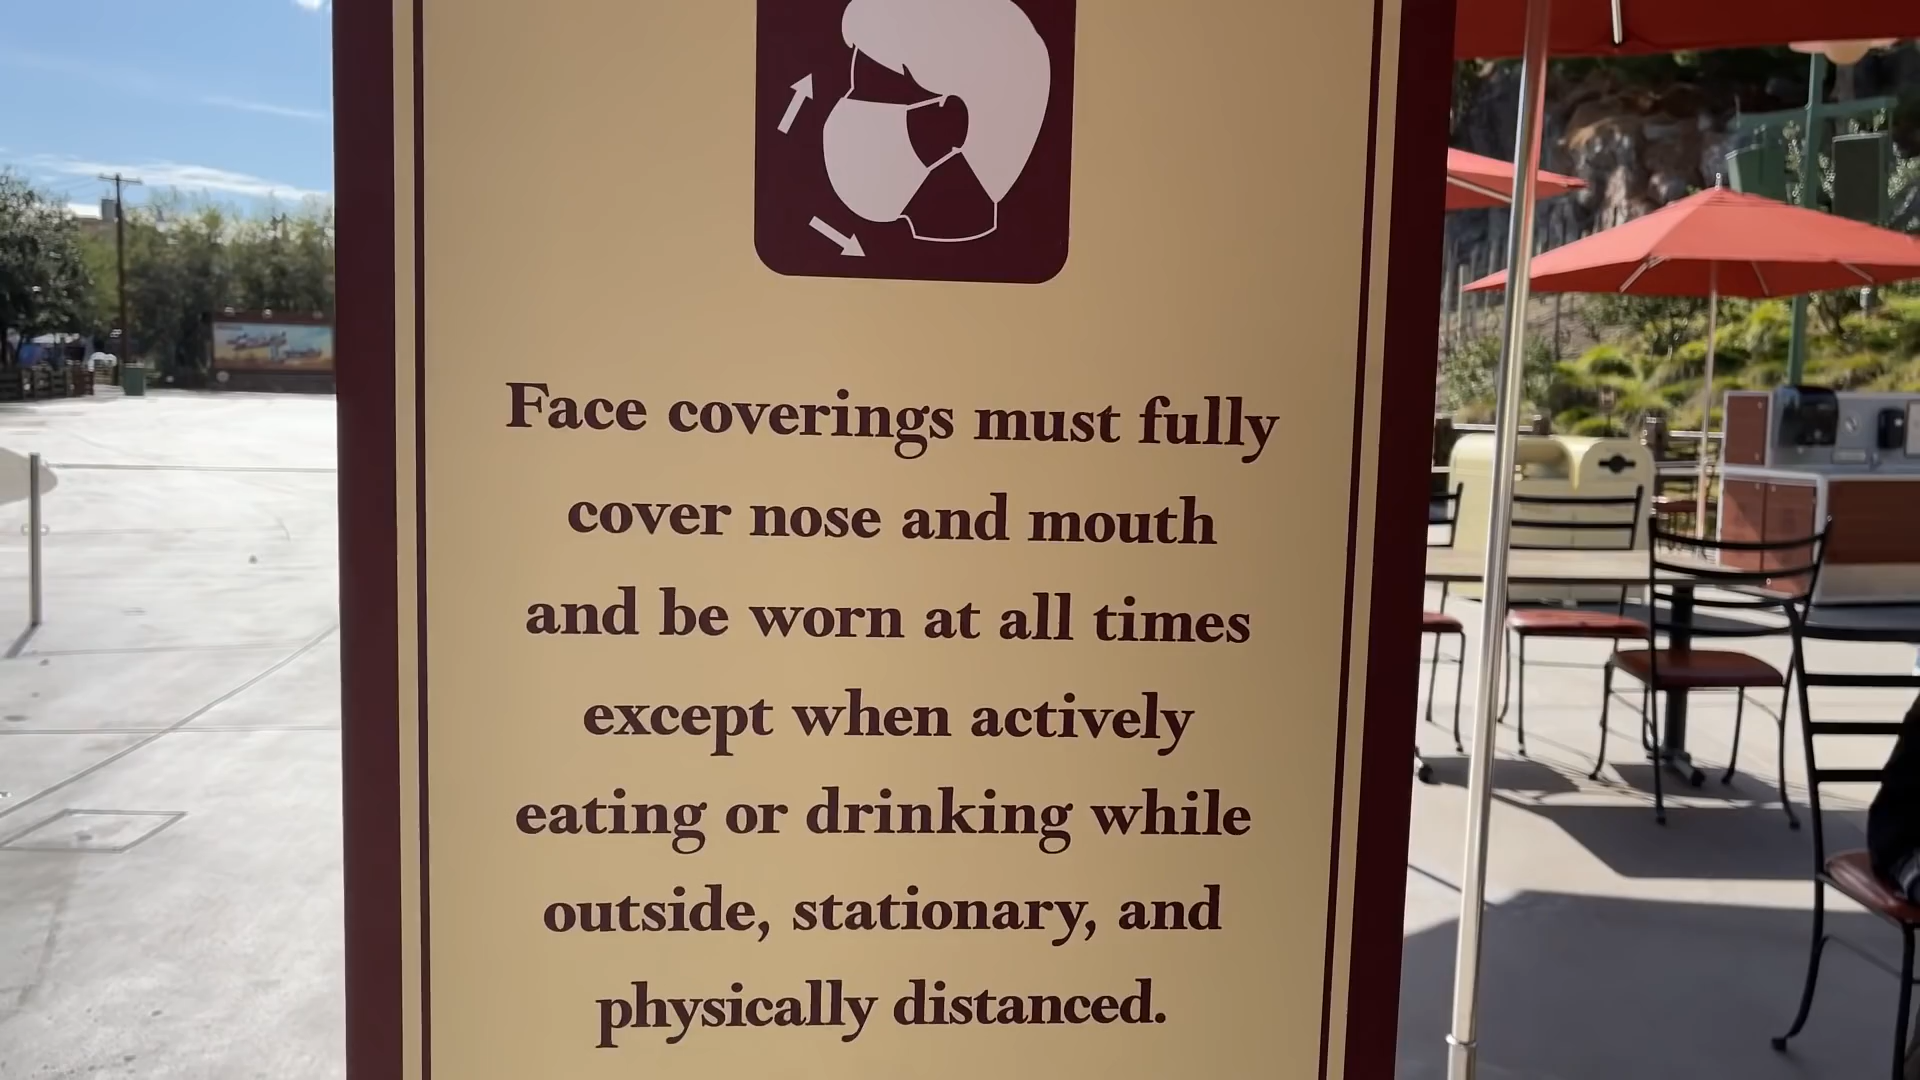 Face coverings must fully
cover nose and mouth
and be worn at all times
except when actively
eating or drinking while
outside, stationary, and
physically distanced.